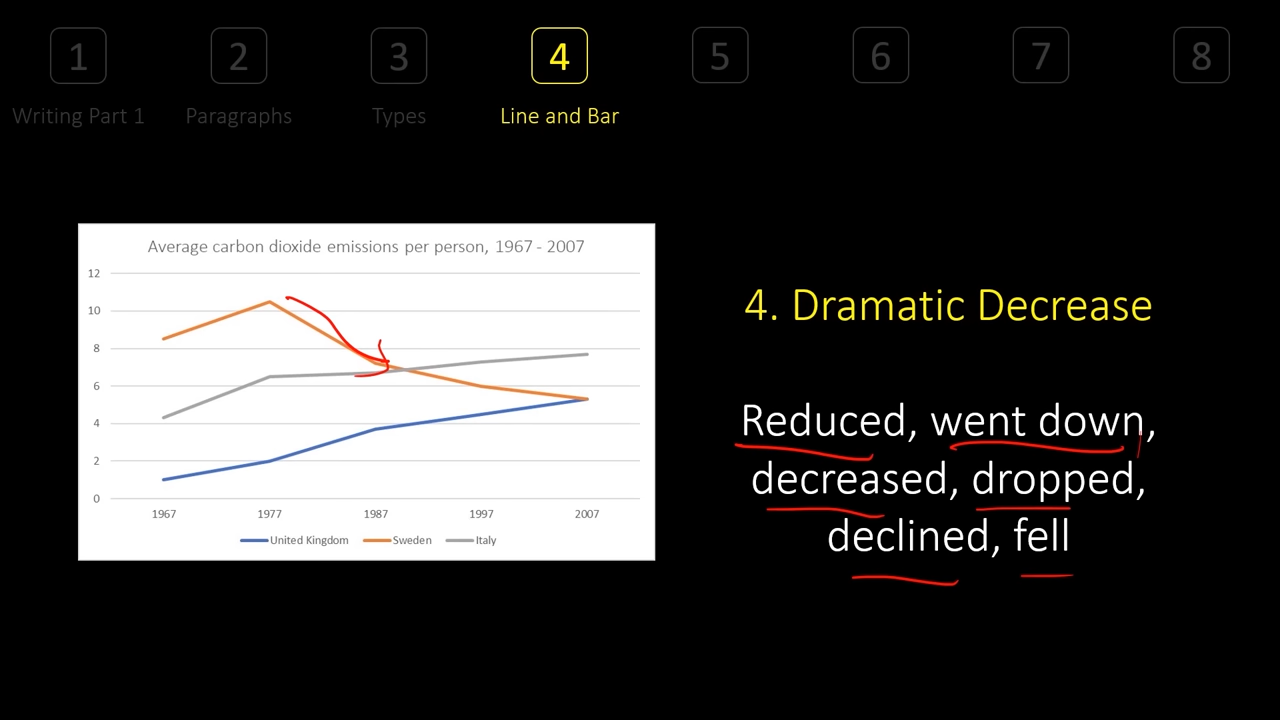 1 2 3 4 5 6 7 8
Writing Part 1 Paragraphs Types Line and Bar
Average carbon dioxide emissions per person, 1967 - 2007
12
10
8
6
4
2
0
1967 1977 1987 1997 2007
United Kingdom Sweden Italy
4. Dramatic Decrease
Reduced, went down,
decreased, dropped,
declined, fell